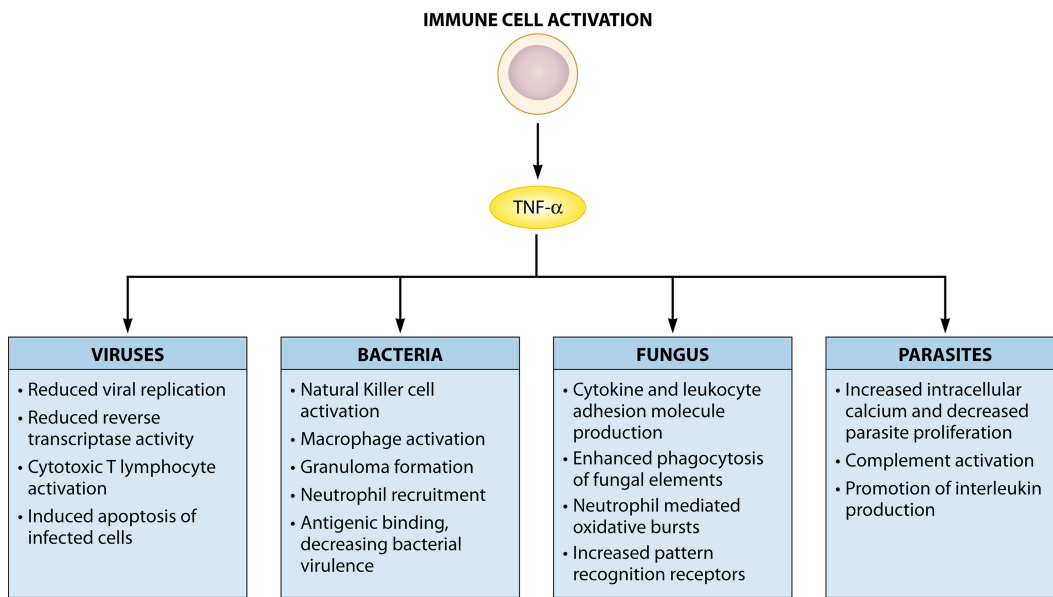 IMMUNE CELL ACTIVATION
TNF-α
VIRUSES
• Reduced viral replication
• Reduced reverse
transcriptase activity
• Cytotoxic T lymphocyte
activation
• Induced apoptosis of
infected cells
BACTERIA
• Natural Killer cell
activation
• Macrophage activation
• Granuloma formation
• Neutrophil recruitment
• Antigenic binding,
decreasing bacterial
virulence
FUNGUS
• Cytokine and leukocyte
adhesion molecule
production
• Enhanced phagocytosis
of fungal elements
• Neutrophil mediated
oxidative bursts
• Increased pattern
recognition receptors
PARASITES
• Increased intracellular
calcium and decreased
parasite proliferation
• Complement activation
• Promotion of interleukin
production